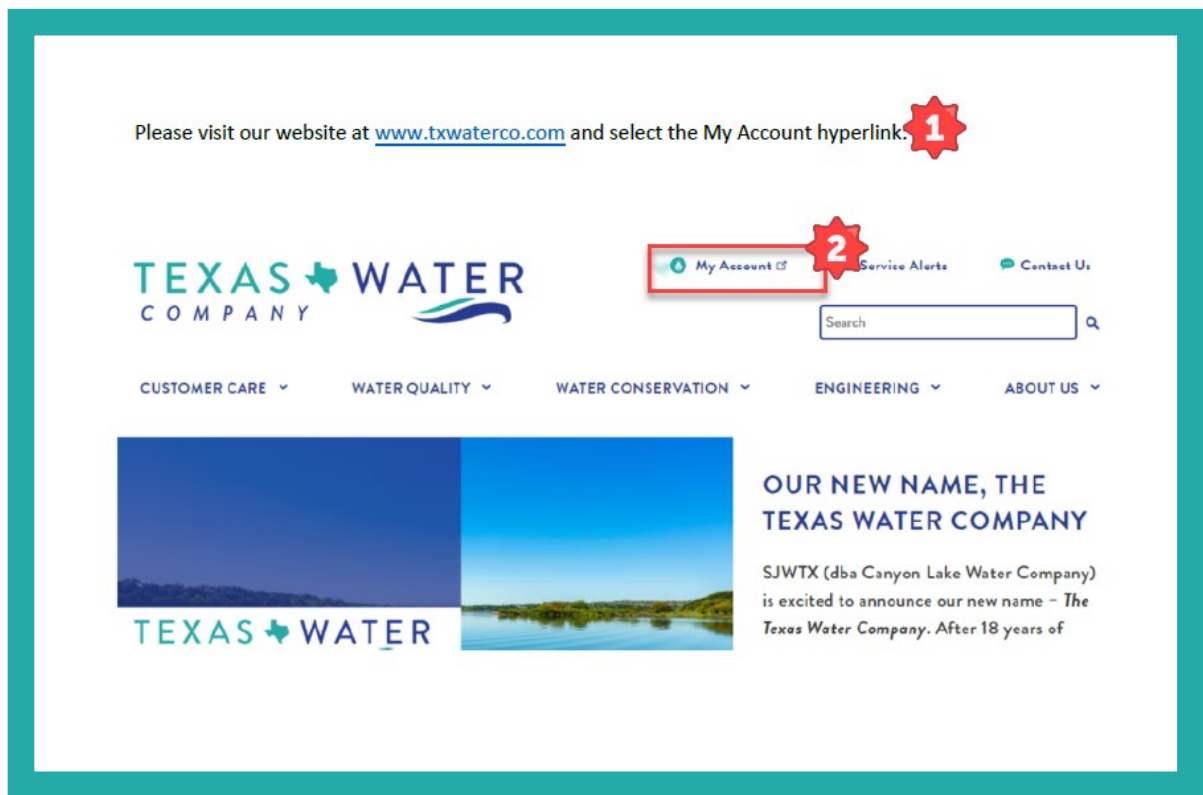 Please visit our website at www.txwaterco.com and select the My Account hyperlink.
1
2
My Account
Service Alerts
Contact Us
TEXAS WATER
COMPANY
Search
CUSTOMER CARE
WATER QUALITY
WATER CONSERVATION
ENGINEERING
ABOUT US
TEXAS WATER
OUR NEW NAME, THE
TEXAS WATER COMPANY
SJWTX (dba Canyon Lake Water Company)
is excited to announce our new name – The
Texas Water Company. After 18 years of